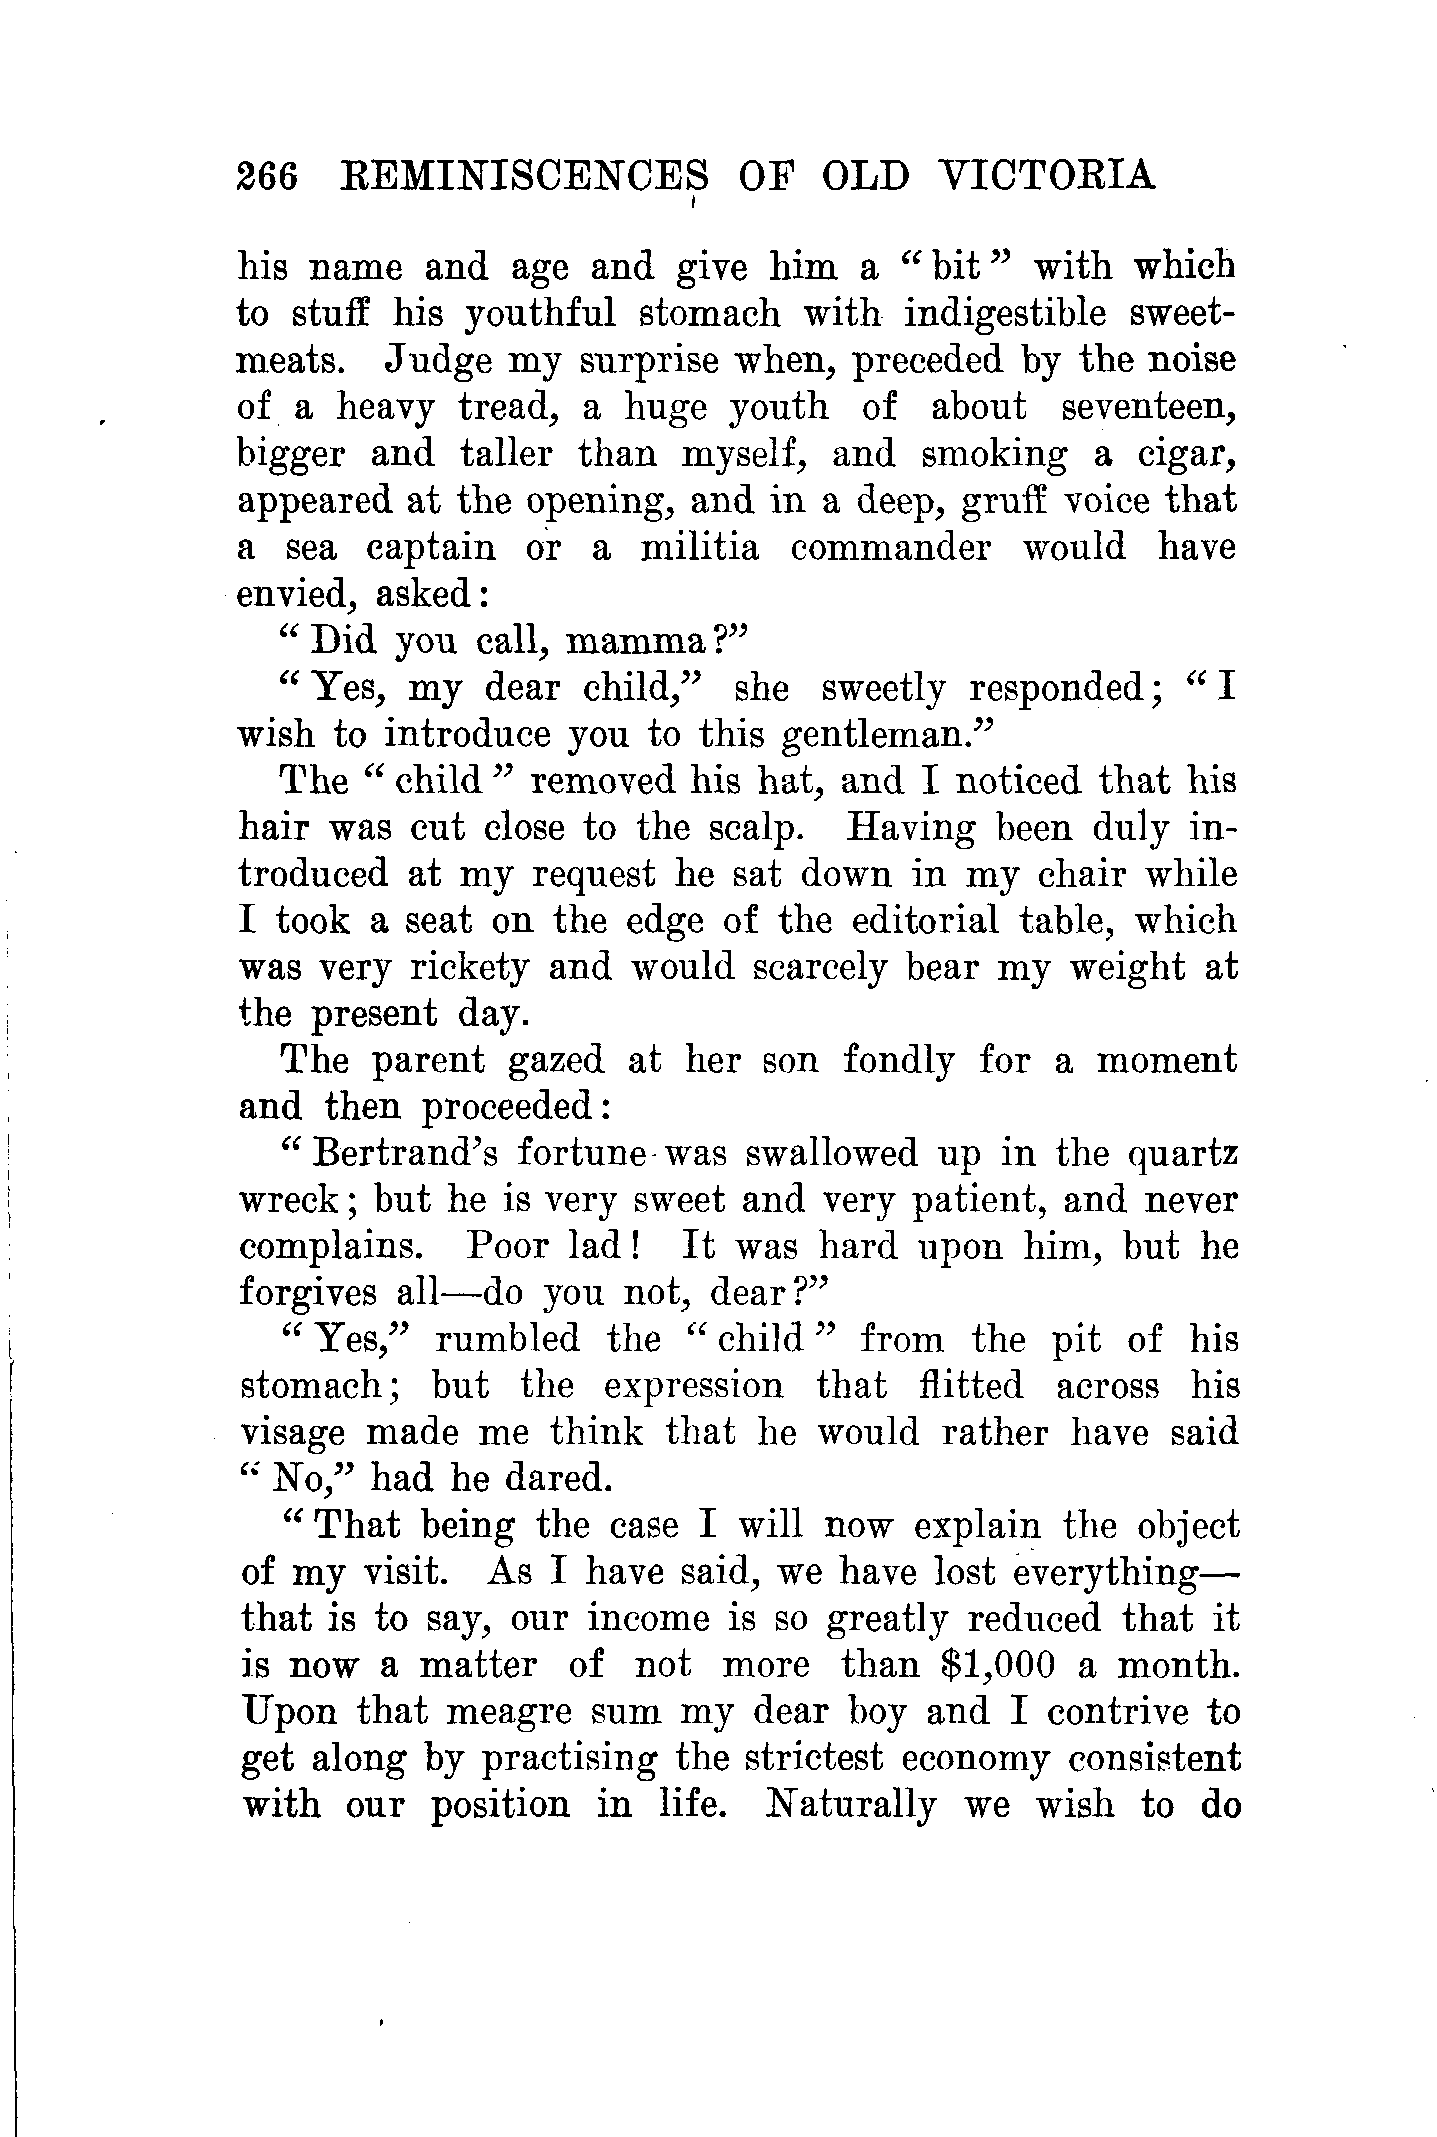 266 REMINISCENCES OF OLD VICTORIA
his name and age and give him a “bit” with which
to stuff his youthful stomach with indigestible sweet-
meats. Judge my surprise when, preceded by the noise
of a heavy tread, a huge youth of about seventeen,
bigger and taller than myself, and smoking a cigar,
appeared at the opening, and in a deep, gruff voice that
a sea captain or a militia commander would have
envied, asked:
“Did you call, mamma?”
“Yes, my dear child,” she sweetly responded; “I
wish to introduce you to this gentleman.”
The “child” removed his hat, and I noticed that his
hair was cut close to the scalp. Having been duly in-
troduced at my request he sat down in my chair while
I took a seat on the edge of the editorial table, which
was very rickety and would scarcely bear my weight at
the present day.
The parent gazed at her son fondly for a moment
and then proceeded:
“Bertrand’s fortune was swallowed up in the quartz
wreck; but he is very sweet and very patient, and never
complains. Poor lad! It was hard upon him, but he
forgives all—do you not, dear?”
“Yes,” rumbled the “child” from the pit of his
stomach; but the expression that flitted across his
visage made me think that he would rather have said
“No,” had he dared.
“That being the case I will now explain the object
of my visit. As I have said, we have lost everything—
that is to say, our income is so greatly reduced that it
is now a matter of not more than $1,000 a month.
Upon that meagre sum my dear boy and I contrive to
get along by practising the strictest economy consistent
with our position in life. Naturally we wish to do